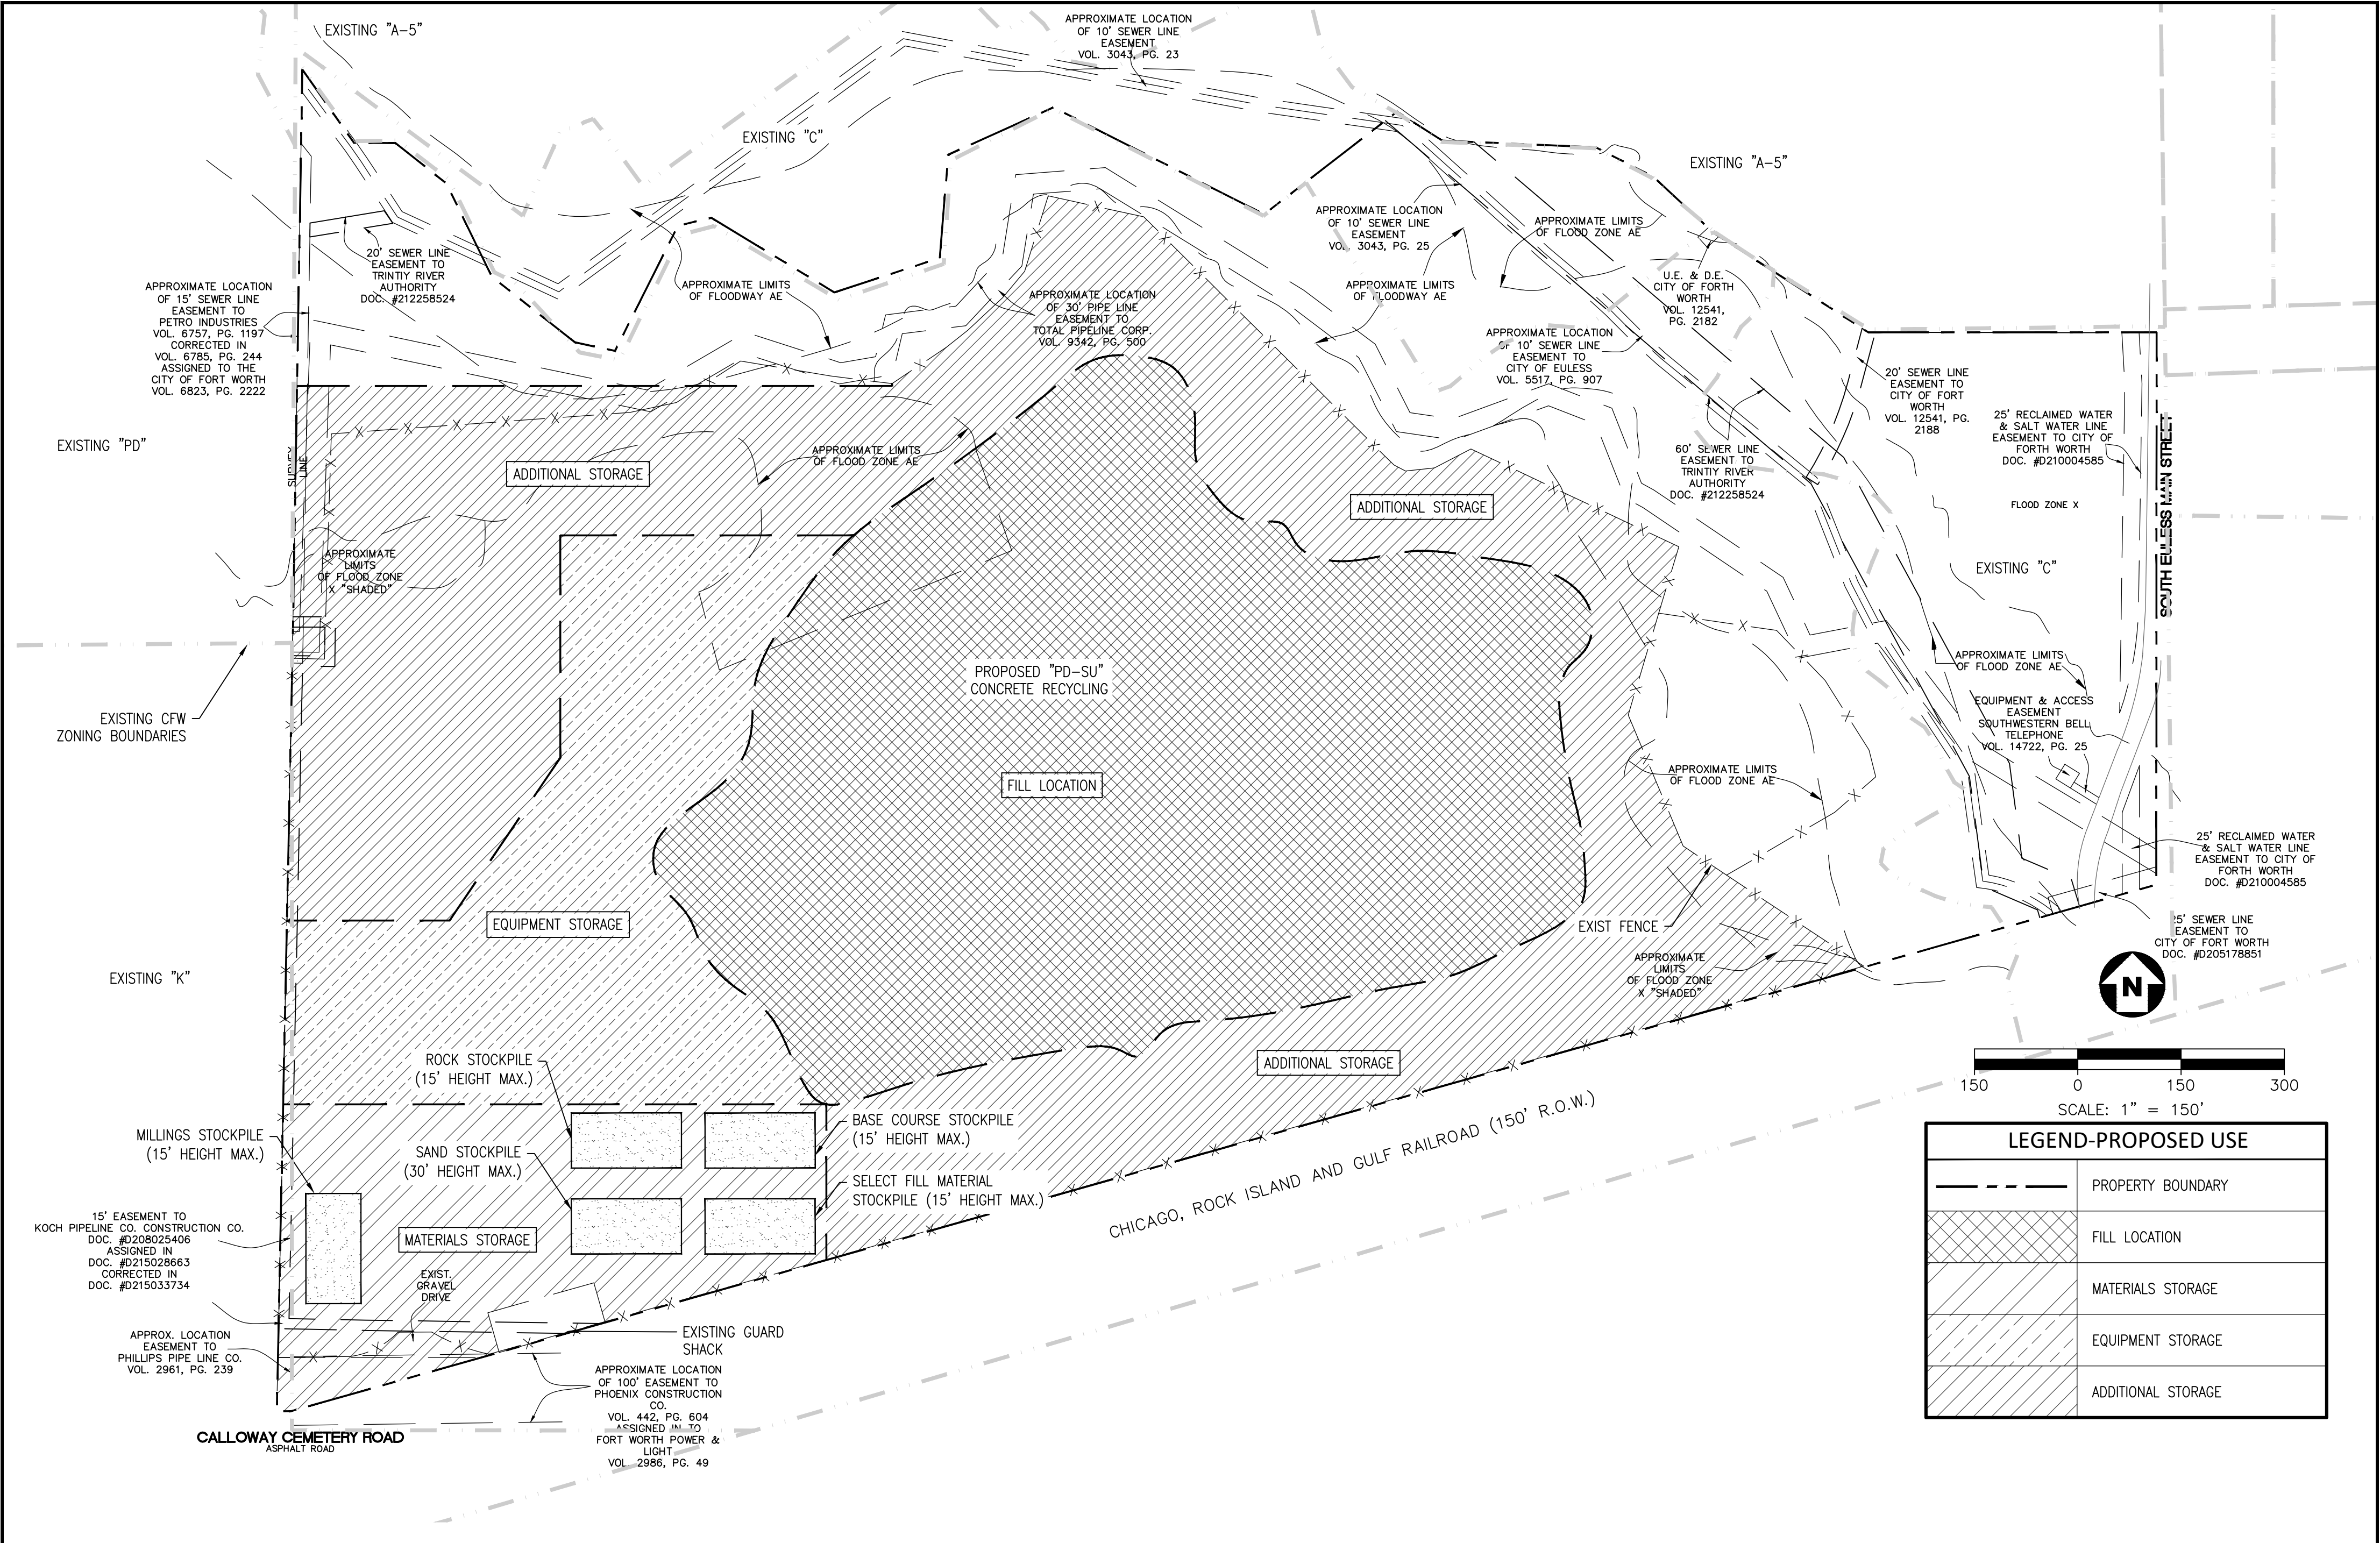 EXISTING "A-5"
APPROXIMATE LOCATION
OF 10' SEWER LINE
EASEMENT
VOL. 3043, PG. 23
EXISTING "C"
EXISTING "A-5"
20' SEWER LINE
EASEMENT TO
TRINTIY RIVER
AUTHORITY
DOC. #212258524
APPROXIMATE LOCATION
OF 15' SEWER LINE
EASEMENT TO
PETRO INDUSTRIES
VOL. 6757, PG. 1197
CORRECTED IN
VOL. 6785, PG. 244
ASSIGNED TO THE
CITY OF FORT WORTH
VOL. 6823, PG. 2222
APPROXIMATE LIMITS
OF FLOODWAY AE
APPROXIMATE LOCATION
OF 30' PIPE LINE
EASEMENT TO
TOTAL PIPELINE CORP.
VOL. 9342, PG. 500
APPROXIMATE LOCATION
OF 10' SEWER LINE
EASEMENT
VOL. 3043, PG. 25
APPROXIMATE LIMITS
OF FLOOD ZONE AE
APPROXIMATE LIMITS
OF FLOODWAY AE
U.E. & D.E.
CITY OF FORTH
WORTH
VOL. 12541,
PG. 2182
APPROXIMATE LOCATION
OF 10' SEWER LINE
EASEMENT TO
CITY OF EULESS
VOL. 5517, PG. 907
20' SEWER LINE
EASEMENT TO
CITY OF FORT
WORTH
VOL. 12541, PG.
2188
25' RECLAIMED WATER
& SALT WATER LINE
EASEMENT TO CITY OF
FORTH WORTH
DOC. #D210004585
SOUTH EULESS MAIN STREET
60' SEWER LINE
EASEMENT TO
TRINTIY RIVER
AUTHORITY
DOC. #212258524
FLOOD ZONE X
EXISTING "PD"
SURVEY
LINE
ADDITIONAL STORAGE
APPROXIMATE LIMITS
OF FLOOD ZONE AE
ADDITIONAL STORAGE
APPROXIMATE
LIMITS
OF FLOOD ZONE
X "SHADED"
EXISTING "C"
PROPOSED "PD-SU"
CONCRETE RECYCLING
APPROXIMATE LIMITS
OF FLOOD ZONE AE
EXISTING CFW
ZONING BOUNDARIES
EQUIPMENT & ACCESS
EASEMENT
SOUTHWESTERN BELL
TELEPHONE
VOL. 14722, PG. 25
FILL LOCATION
APPROXIMATE LIMITS
OF FLOOD ZONE AE
25' RECLAIMED WATER
& SALT WATER LINE
EASEMENT TO CITY OF
FORTH WORTH
DOC. #D210004585
EQUIPMENT STORAGE
EXIST FENCE
25' SEWER LINE
EASEMENT TO
CITY OF FORT WORTH
DOC. #D205178851
EXISTING "K"
APPROXIMATE
LIMITS
OF FLOOD ZONE
X "SHADED"
N
ROCK STOCKPILE
(15' HEIGHT MAX.)
ADDITIONAL STORAGE
150 0 150 300
SCALE: 1" = 150'
MILLINGS STOCKPILE
(15' HEIGHT MAX.)
SAND STOCKPILE
(30' HEIGHT MAX.)
BASE COURSE STOCKPILE
(15' HEIGHT MAX.)
SELECT FILL MATERIAL
STOCKPILE (15' HEIGHT MAX.)
CHICAGO, ROCK ISLAND AND GULF RAILROAD (150' R.O.W.)
15' EASEMENT TO
KOCH PIPELINE CO. CONSTRUCTION CO.
DOC. #D208025406
ASSIGNED IN
DOC. #D215028663
CORRECTED IN
DOC. #D215033734
MATERIALS STORAGE
EXIST.
GRAVEL
DRIVE
APPROX. LOCATION
EASEMENT TO
PHILLIPS PIPE LINE CO.
VOL. 2961, PG. 239
EXISTING GUARD
SHACK
APPROXIMATE LOCATION
OF 100' EASEMENT TO
PHOENIX CONSTRUCTION
CO.
VOL. 442, PG. 604
ASSIGNED IN TO
FORT WORTH POWER &
LIGHT
VOL 2986, PG. 49
CALLOWAY CEMETERY ROAD
ASPHALT ROAD
LEGEND-PROPOSED USE
PROPERTY BOUNDARY
FILL LOCATION
MATERIALS STORAGE
EQUIPMENT STORAGE
ADDITIONAL STORAGE